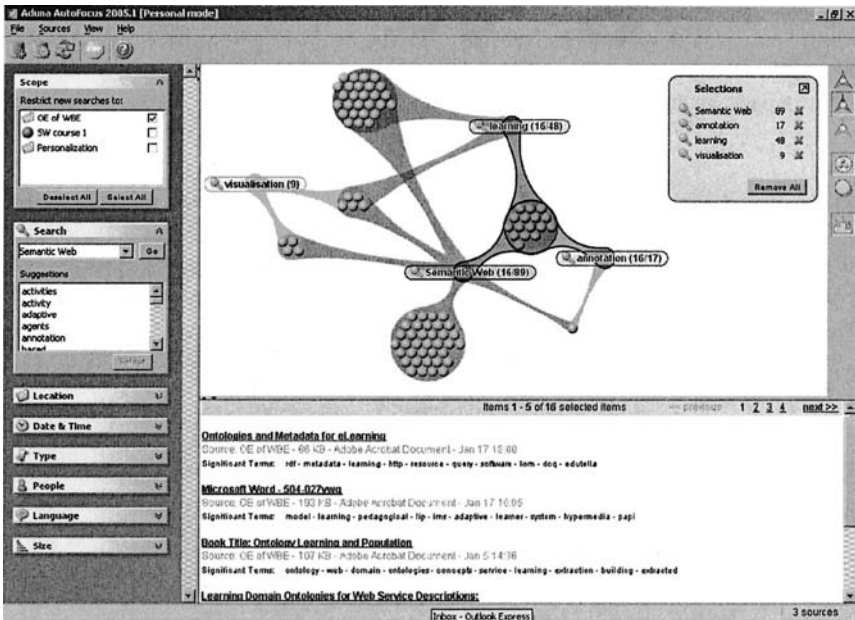 Aduna AutoFocus 2005.1 [Personal mode]
File Sources View Help
Scope
Restrict new searches to:
OE of WBE
SW course 1
Personalization
Deselect All Select All
Search
Semantic Web Go
Suggestions
activities
activity
adaptive
agents
annotation
Select
Location
Date & Time
Type
People
Language
Size
learning (16/48)
visualisation (9)
Semantic Web (16/89)
annotation (16/17)
Selections
Semantic Web 89
annotation 17
learning 48
visualisation 9
Remove All
Items 1 - 5 of 16 selected items << previous 1 2 3 4 next >>
Ontologies and Metadata for eLearning
Source: OE of WBE - 66 KB - Adobe Acrobat Document - Jan 17
Significant Terms: rdf - metadata - learning - http - resource - query - software - lom - dcq - edutella
Microsoft Word - 504-027
Source: OE of WBE - 193 KB - Adobe Acrobat Document - Jan 17 16:05
Significant Terms: model - learning - pedagogical - lip - ims - adaptive - learner - system - hypermedia - papi
Book Title: Ontology Learning and Population
Source: OE of WBE - 107 KB - Adobe Acrobat Document - Jan 5
Significant Terms: ontology - web - domain - ontologies - concepts - service - learning - extraction - building - extracted
Learning Domain Ontologies for Web Service Descriptions:
3 sources
Inbox - Outlook Express